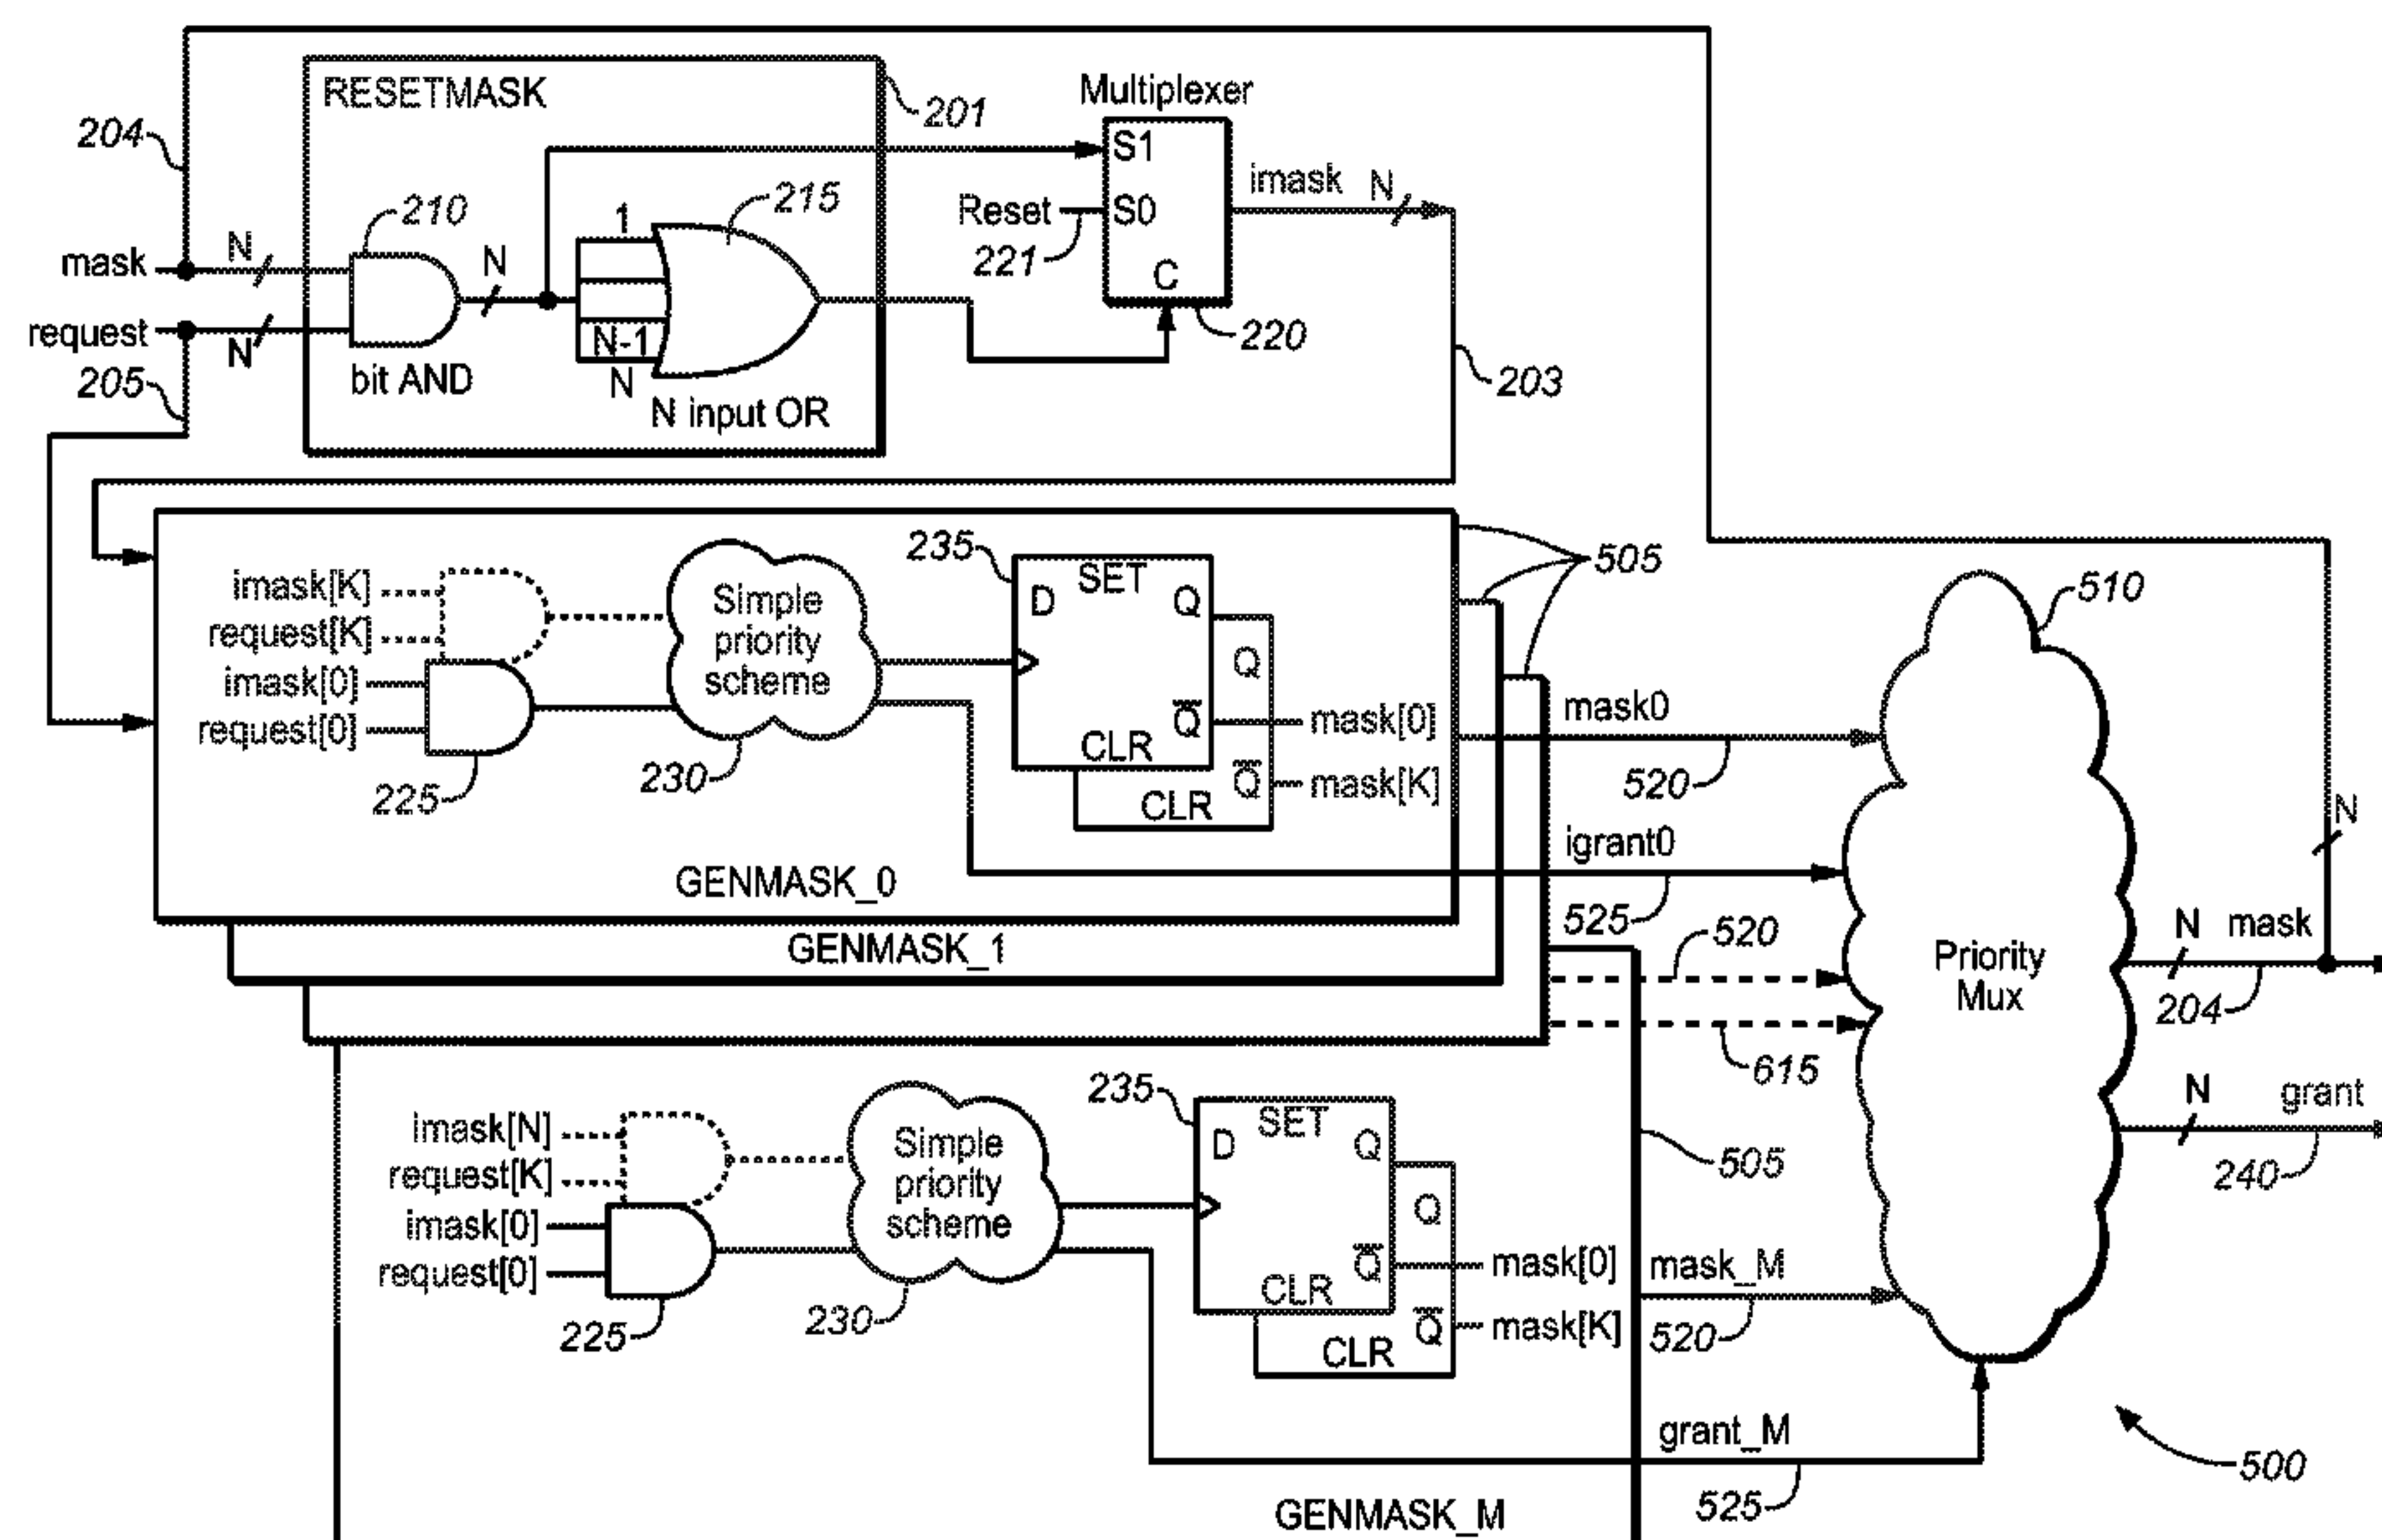 RESETMASK
201
Multiplexer
204
S1
210
1
215
imask N
Reset
S0
mask
N
N
221
C
request
N
N-1
220
205
bit AND
N
203
N input OR
235
SET
505
510
imask[K]
D
Q
Simple
priority
scheme
request[K]
Q
imask[0]
mask0
request[0]
Q
mask[0]
CLR
520
225
230
Q
mask[K]
CLR
N
igrant0
GENMASK_0
525
520
N
mask
GENMASK_1
Priority
Mux
204
615
235
SET
N
grant
imask[N]
D
Q
Simple
priority
scheme
505
request[K]
240
imask[0]
Q
request[0]
Q
mask[0]
mask_M
CLR
225
230
Q
mask[K]
520
CLR
grant_M
500
GENMASK_M
525